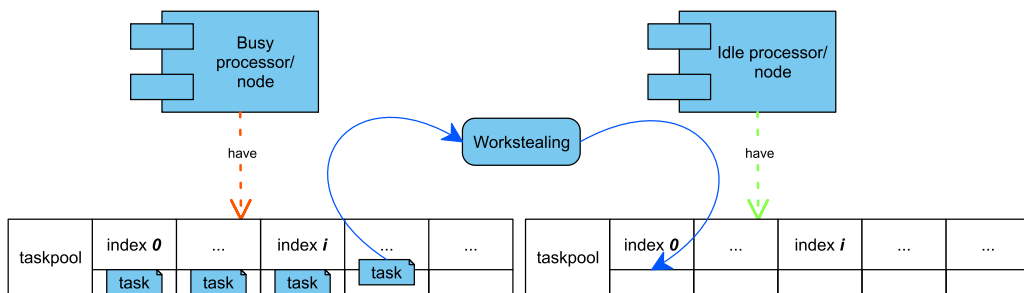 Busy
processor/
node
Idle processor/
node
have
Workstealing
have
taskpool index 0 ... index i ... ...
task task task task
taskpool index 0 ... index i ... ...